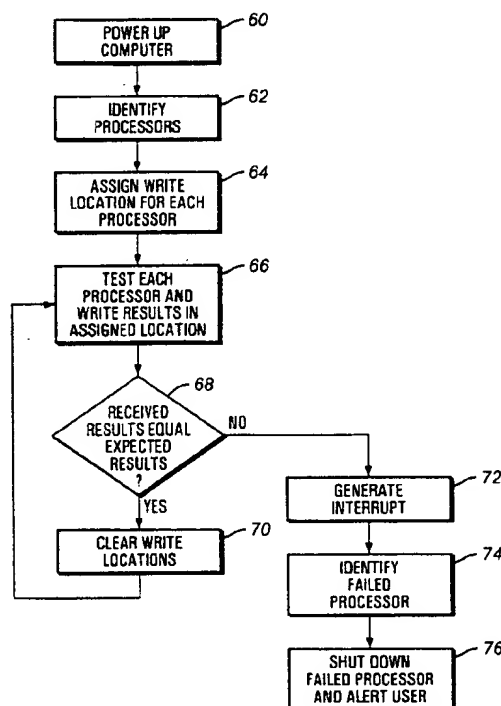 60
POWER UP
COMPUTER
62
IDENTIFY
PROCESSORS
64
ASSIGN WRITE
LOCATION FOR EACH
PROCESSOR
66
TEST EACH
PROCESSOR AND
WRITE RESULTS IN
ASSIGNED LOCATION
68
RECEIVED
RESULTS EQUAL
EXPECTED
RESULTS
?
NO
YES
70
CLEAR WRITE
LOCATIONS
72
GENERATE
INTERRUPT
74
IDENTIFY
FAILED
PROCESSOR
76
SHUT DOWN
FAILED PROCESSOR
AND ALERT USER